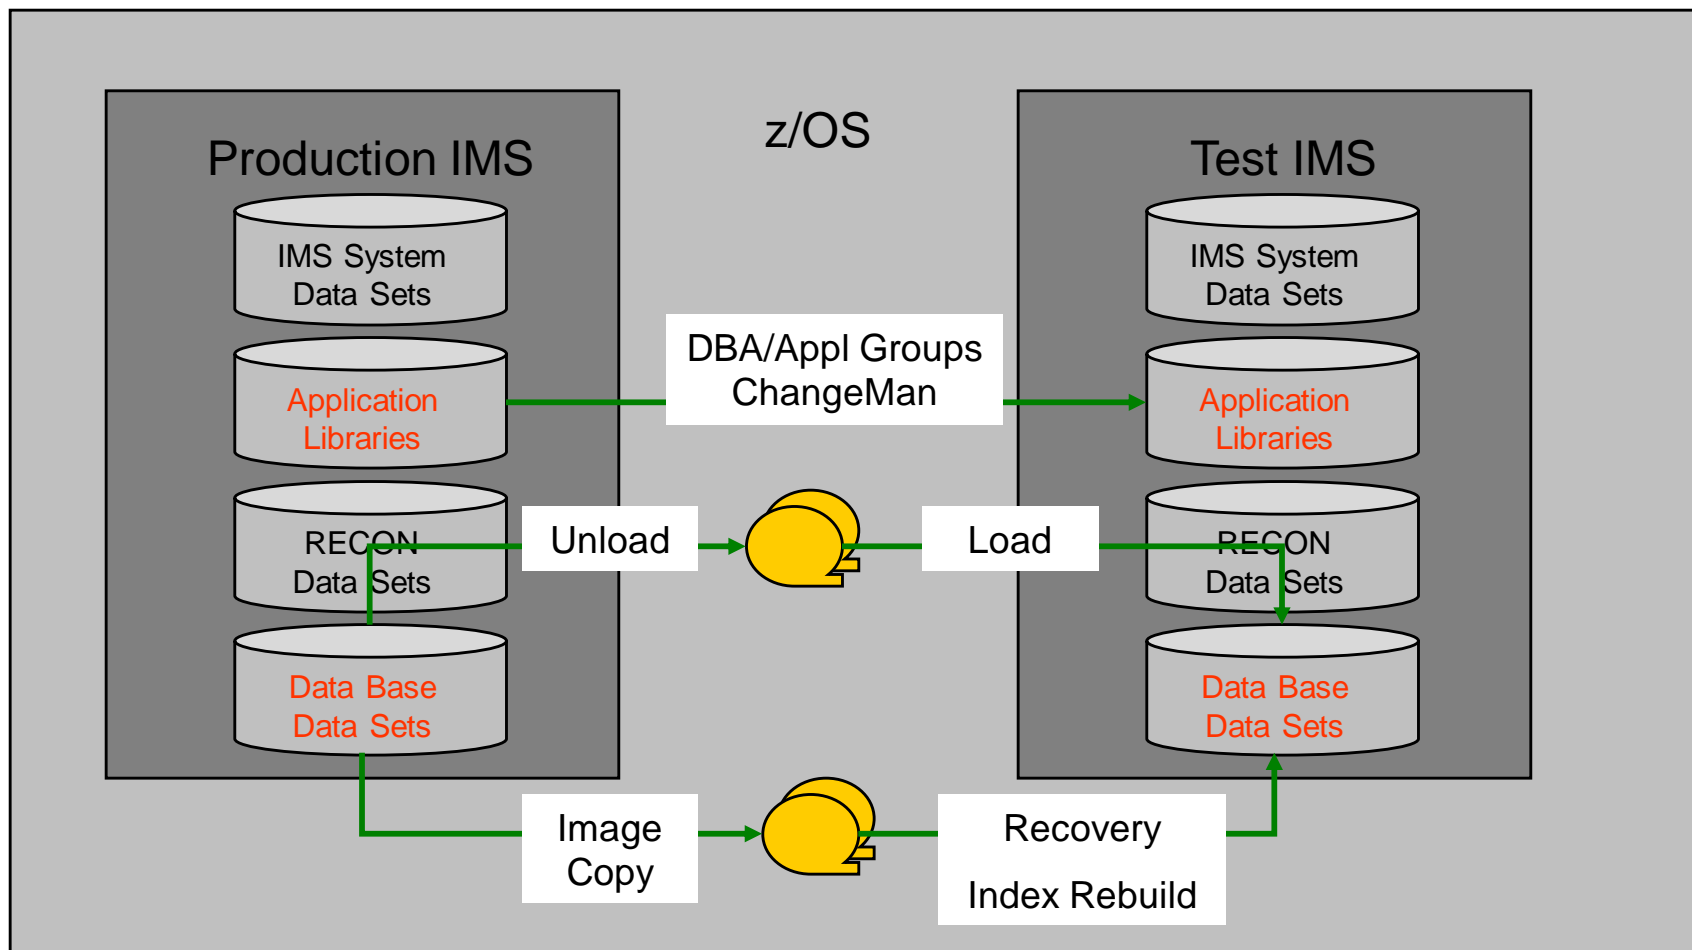 z/OS
Production IMS
IMS System
Data Sets
Application
Libraries
RECON
Data Sets
Data Base
Data Sets
DBA/Appl Groups
ChangeMan
Unload
Load
Image
Copy
Recovery
Index Rebuild
Test IMS
IMS System
Data Sets
Application
Libraries
RECON
Data Sets
Data Base
Data Sets